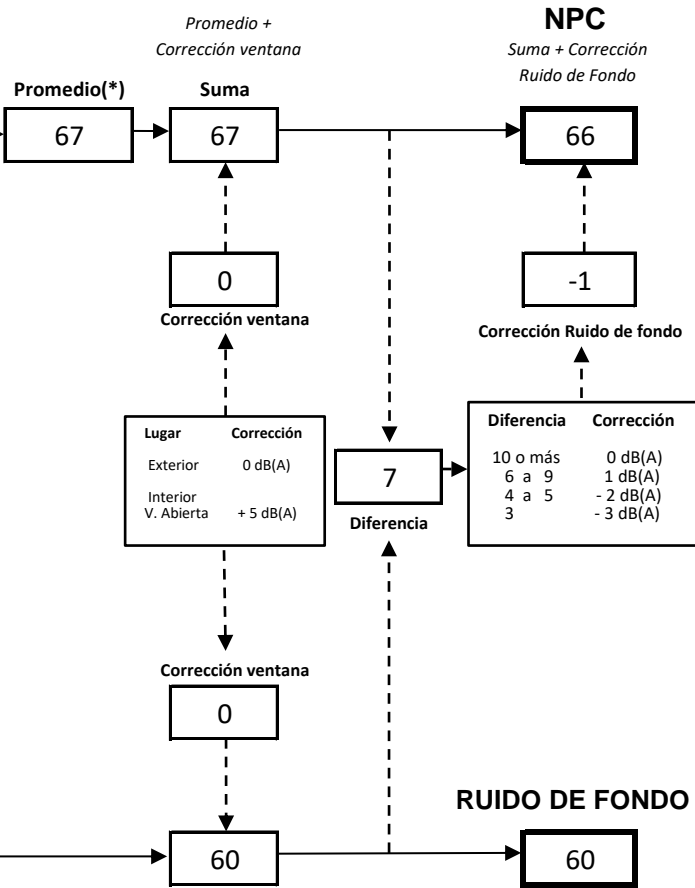 Promedio +
Corrección ventana
NPC
Suma + Corrección
Ruido de Fondo
Promedio(*)
Suma
67
67
66
0
-1
Corrección ventana
Corrección Ruido de fondo
Lugar Corrección
Exterior 0 dB(A)
Interior
V. Abierta + 5 dB(A)
7
Diferencia
Diferencia Corrección
10 o más 0 dB(A)
6 a 9 1 dB(A)
4 a 5 - 2 dB(A)
3 - 3 dB(A)
Corrección ventana
0
RUIDO DE FONDO
60
60